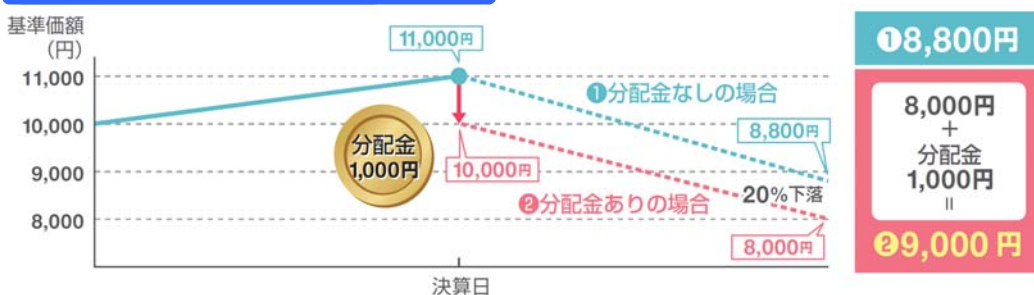 基準価額
（円）
11,000
10,000
9,000
8,000
11,000円
分配金
1,000円
10,000円
❶分配金なしの場合
8,800円
❷分配金ありの場合
20%下落
8,000円
決算日
❶8,800円
8,000円
+
分配金
1,000円
=
❷9,000円